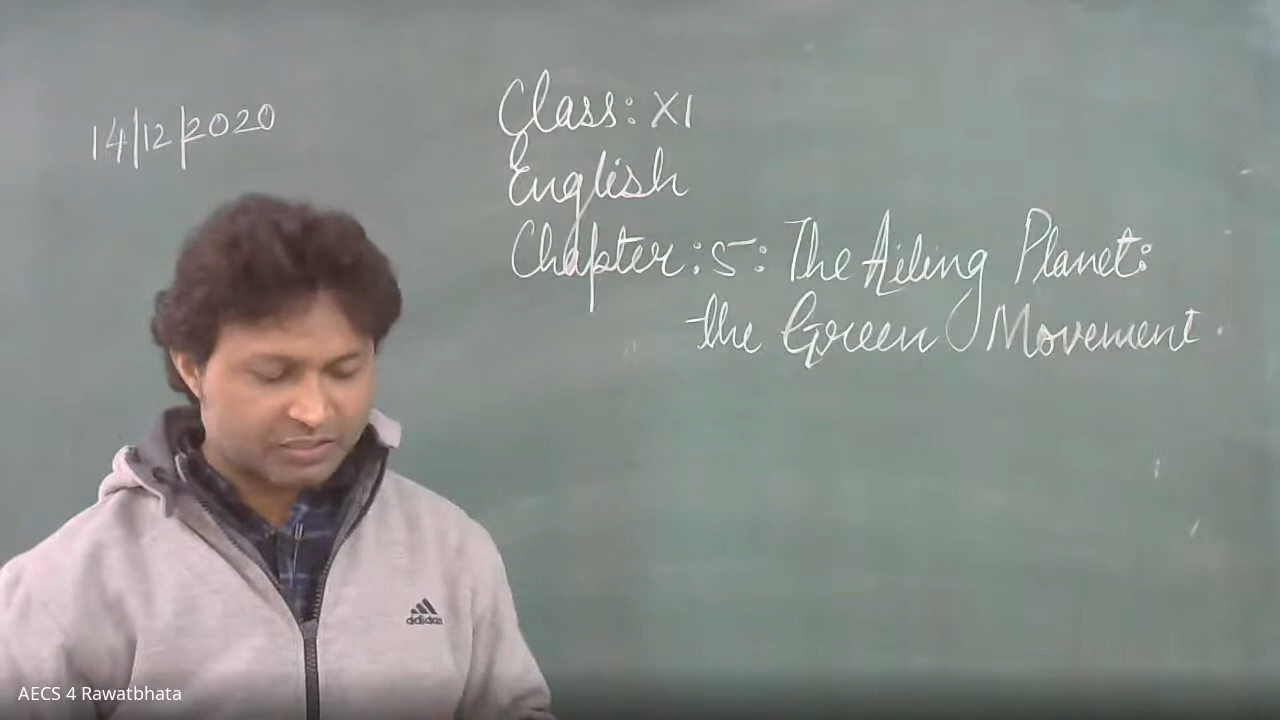 14/12/2020
Class: XI
English
Chapter: 5: The Ailing Planet:
the Green Movement.
adidas
AECS 4 Rawatbhata